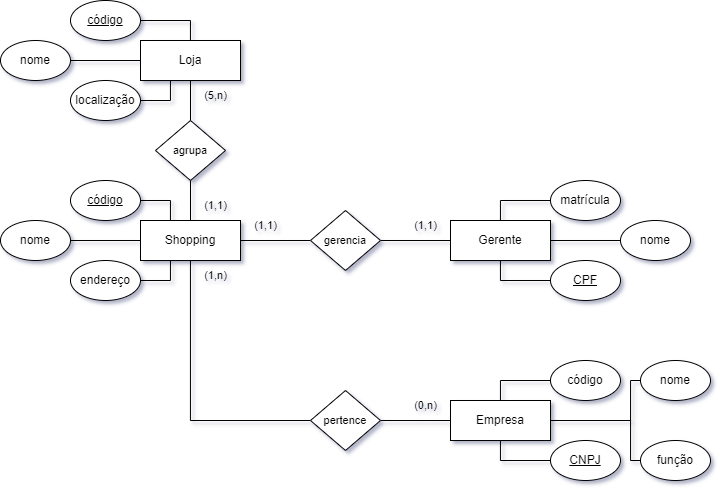 código
nome
Loja
localização
(5,n)
agrupa
código
(1,1)
matrícula
nome
Shopping
(1,1)
gerencia
(1,1)
Gerente
nome
endereço
(1,n)
CPF
código
nome
(0,n)
pertence
Empresa
CNPJ
função